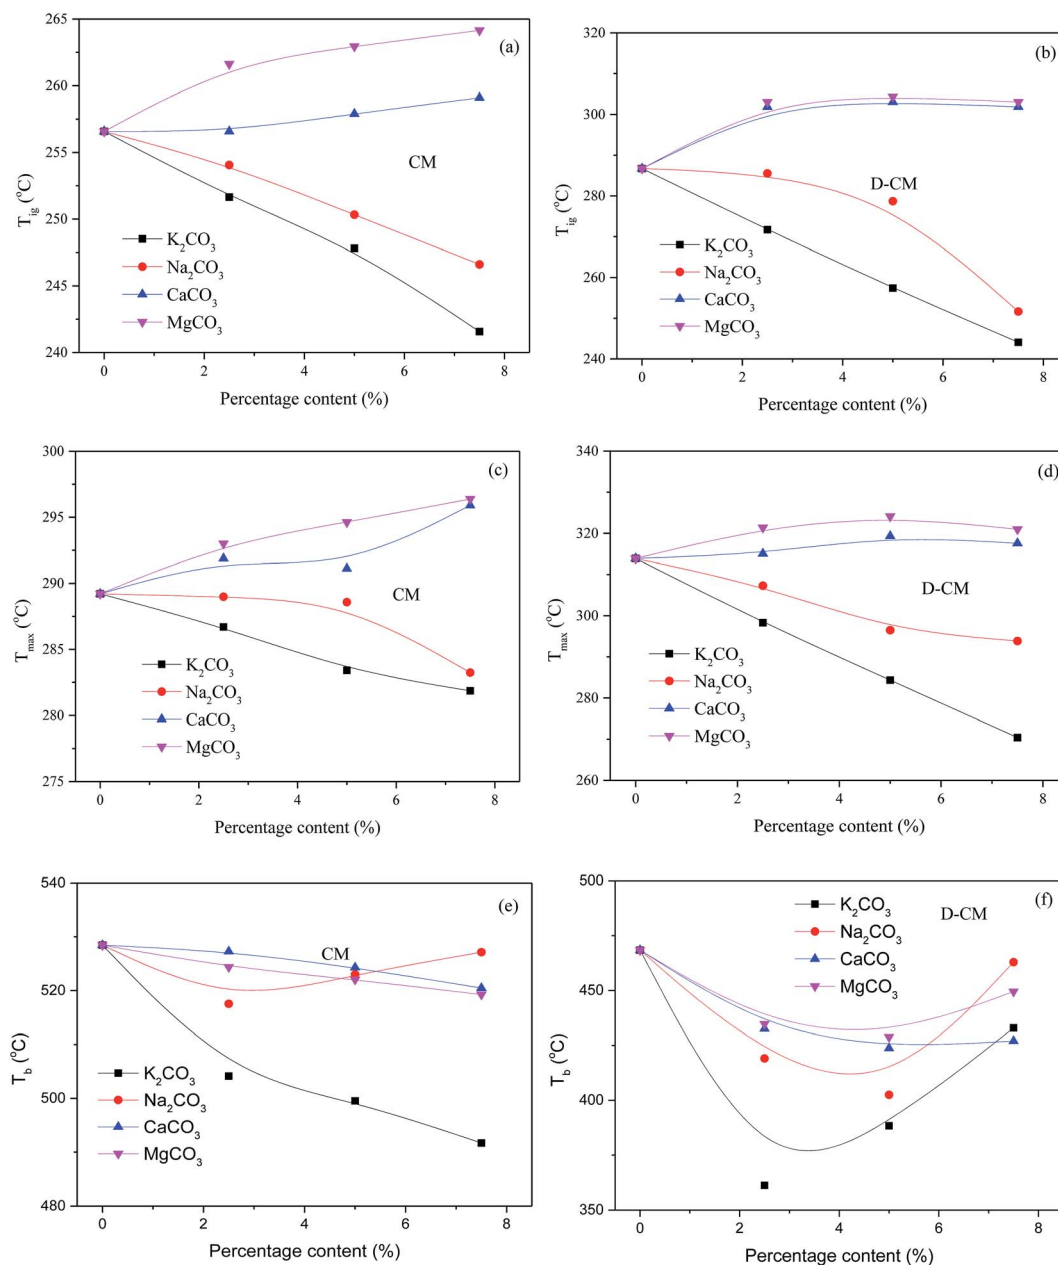 265
260
255
250
245
240
T_ig (°C)
(a)
CM
K₂CO₃
Na₂CO₃
CaCO₃
MgCO₃
0 2 4 6 8
Percentage content (%)
320
300
280
260
240
T_ig (°C)
(b)
D-CM
K₂CO₃
Na₂CO₃
CaCO₃
MgCO₃
0 2 4 6 8
Percentage content (%)
300
295
290
285
280
275
T_max (°C)
(c)
CM
K₂CO₃
Na₂CO₃
CaCO₃
MgCO₃
0 2 4 6 8
Percentage content (%)
340
320
300
280
260
T_max (°C)
(d)
D-CM
K₂CO₃
Na₂CO₃
CaCO₃
MgCO₃
0 2 4 6 8
Percentage content (%)
540
520
500
480
T_b (°C)
(e)
CM
K₂CO₃
Na₂CO₃
CaCO₃
MgCO₃
0 2 4 6 8
Percentage content (%)
500
450
400
350
T_b (°C)
(f)
D-CM
K₂CO₃
Na₂CO₃
CaCO₃
MgCO₃
0 2 4 6 8
Percentage content (%)